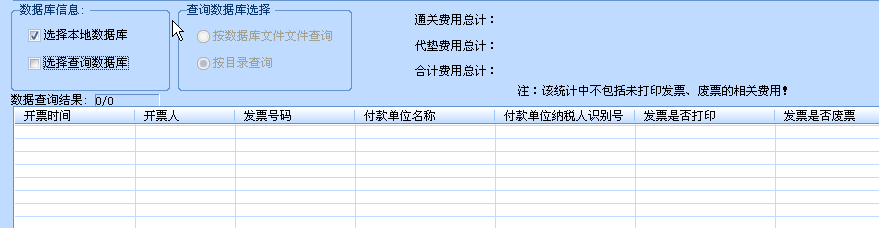 数据库信息:
选择本地数据库
选择查询数据库
查询数据库选择
按数据库文件文件查询
按目录查询
通关费用总计：
代垫费用总计：
合计费用总计：
注：该统计中不包括未打印发票、废票的相关费用！
数据查询结果: 0/0
开票时间 开票人 发票号码 付款单位名称 付款单位纳税人识别号 发票是否打印 发票是否废票